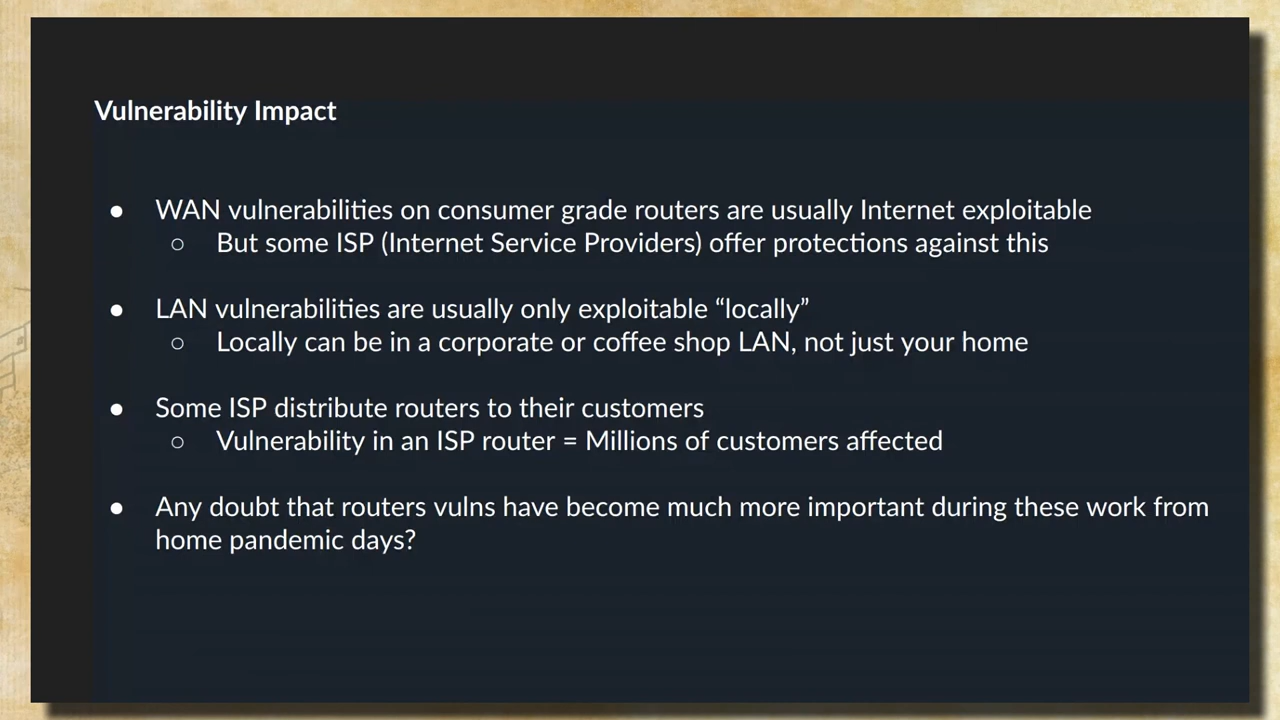 Vulnerability Impact
● WAN vulnerabilities on consumer grade routers are usually Internet exploitable
○ But some ISP (Internet Service Providers) offer protections against this
● LAN vulnerabilities are usually only exploitable “locally”
○ Locally can be in a corporate or coffee shop LAN, not just your home
● Some ISP distribute routers to their customers
○ Vulnerability in an ISP router = Millions of customers affected
● Any doubt that routers vulns have become much more important during these work from
home pandemic days?